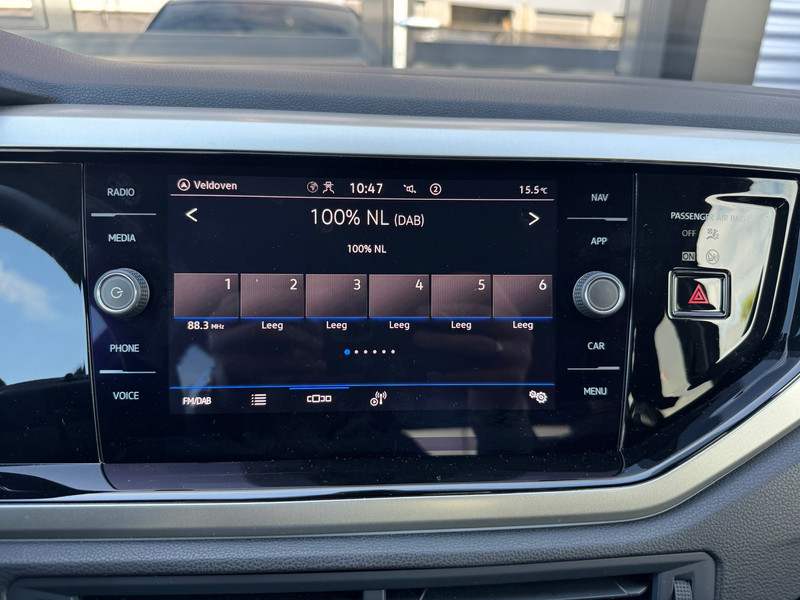 RADIO
MEDIA
PHONE
VOICE
Veldoven
10:47
2
15.5°C
100% NL (DAB)
100% NL
1 2 3 4 5 6
88.3 MHz Leeg Leeg Leeg Leeg Leeg
FM/DAB
NAV
APP
CAR
MENU
PASSENGER AIR BAG
OFF
ON